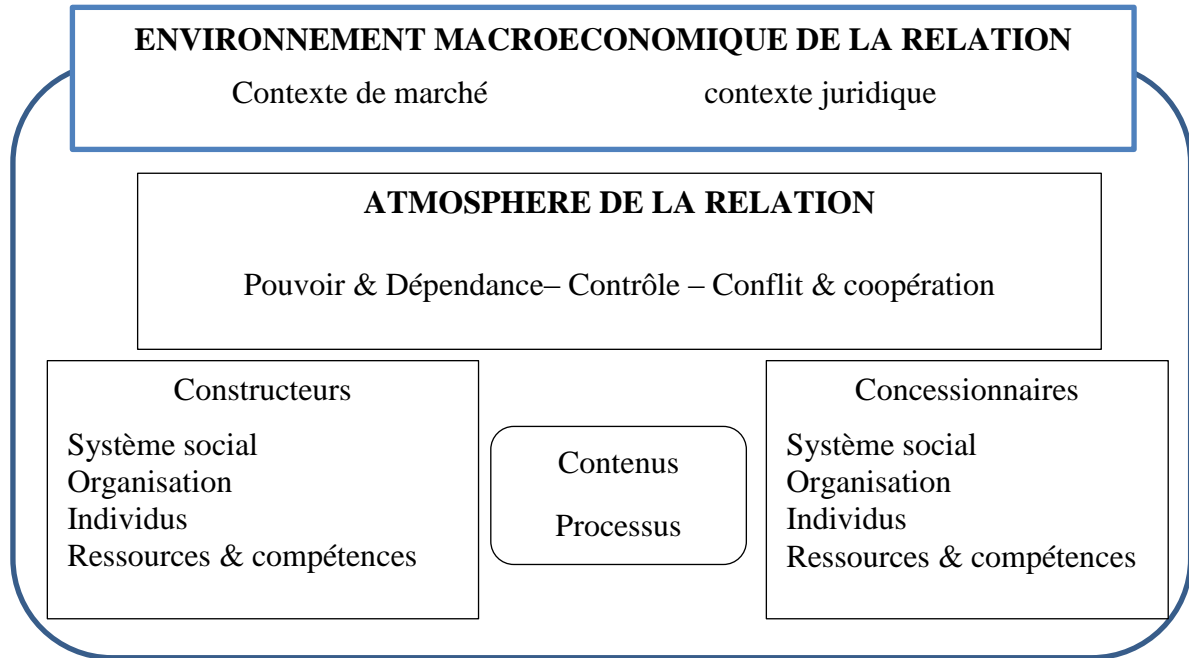 ENVIRONNEMENT MACROECONOMIQUE DE LA RELATION
Contexte de marché contexte juridique
ATMOSPHERE DE LA RELATION
Pouvoir & Dépendance– Contrôle – Conflit & coopération
Constructeurs
Système social
Organisation
Individus
Ressources & compétences
Contenus
Processus
Concessionnaires
Système social
Organisation
Individus
Ressources & compétences